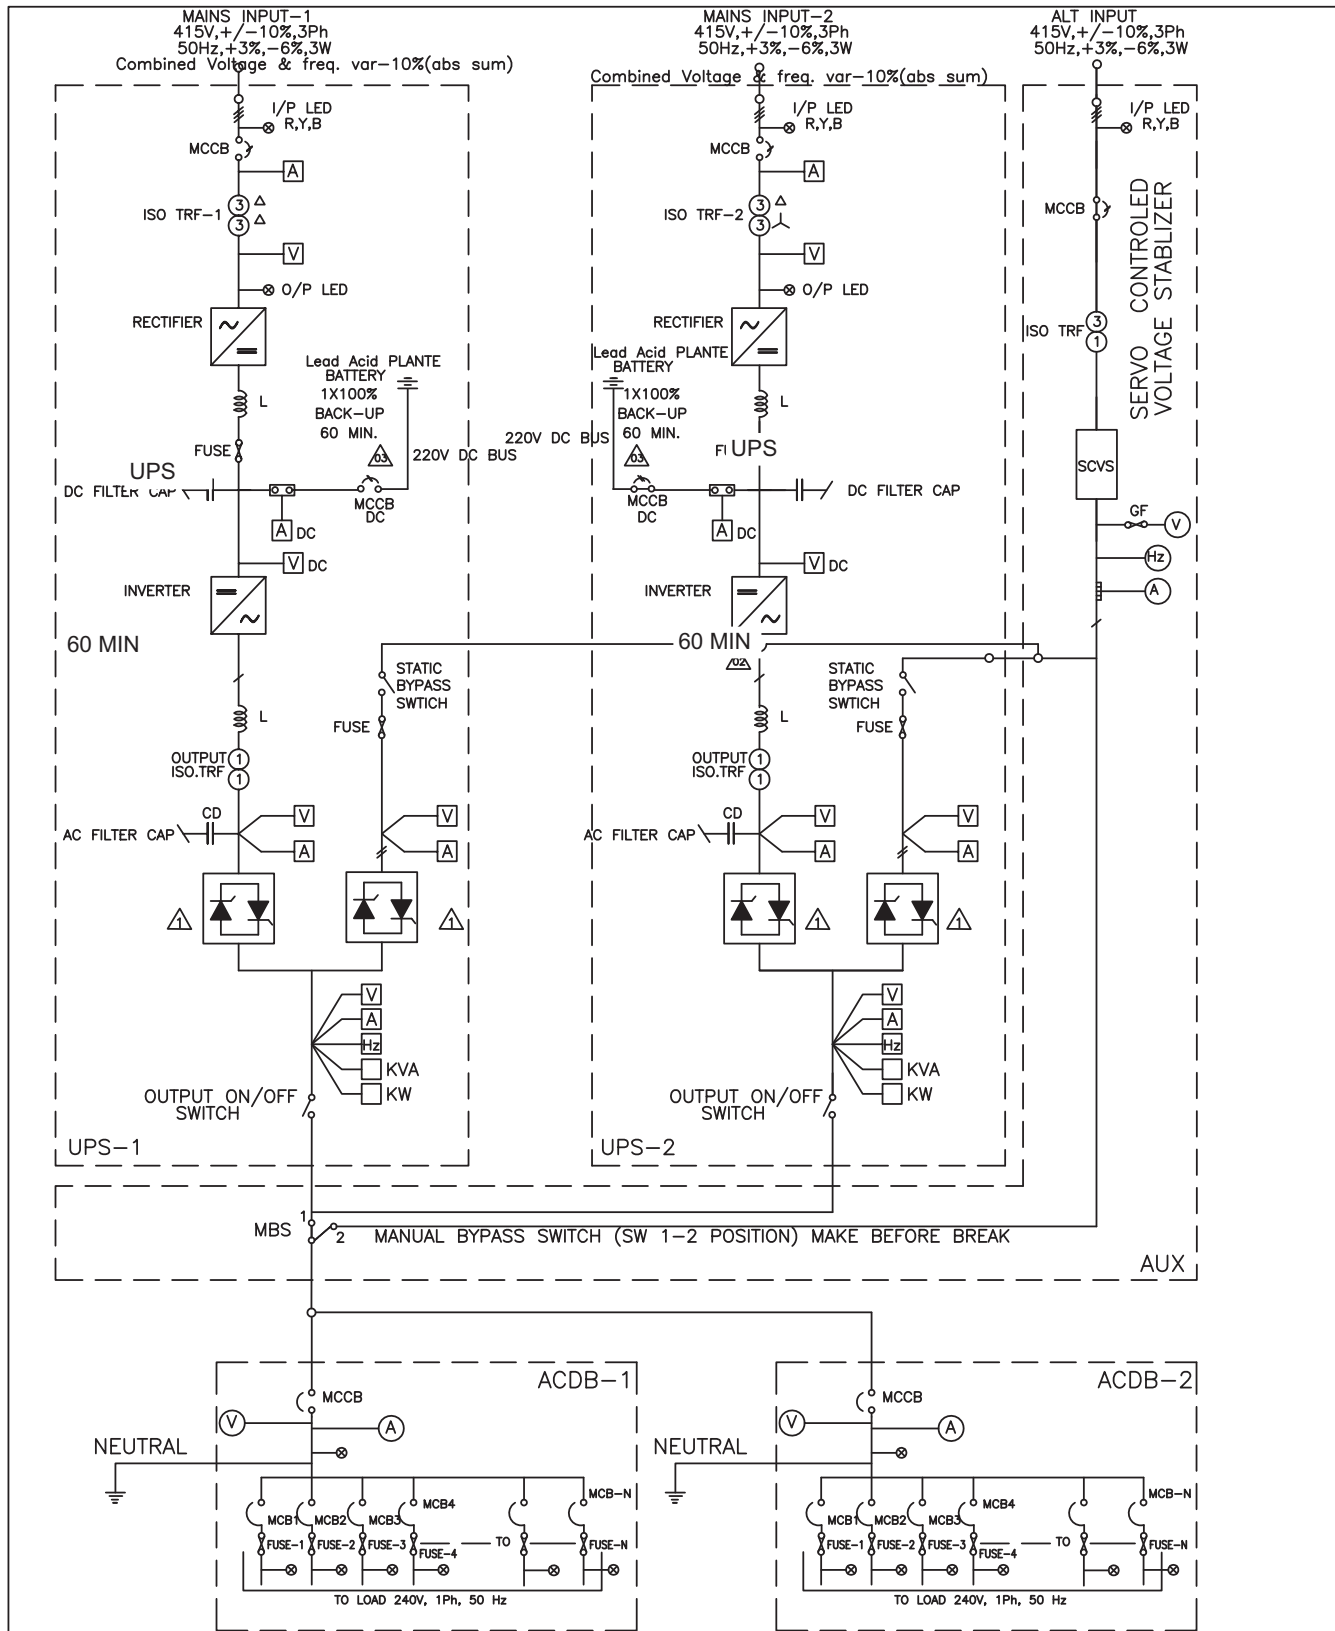 MAINS INPUT-1
415V,+/-10%,3Ph
50Hz,+3%,-6%,3W
Combined Voltage & freq. var-10%(abs sum)
MAINS INPUT-2
415V,+/-10%,3Ph
50Hz,+3%,-6%,3W
Combined Voltage & freq. var-10%(abs sum)
ALT INPUT
415V,+/-10%,3Ph
50Hz,+3%,-6%,3W
I/P LED
R,Y,B
MCCB
A
ISO TRF-1
3
3
V
O/P LED
RECTIFIER
Lead Acid PLANTE
BATTERY
1X100%
BACK-UP
60 MIN.
03
220V DC BUS
L
FUSE
UPS
DC FILTER CAP
MCCB
DC
A DC
V DC
INVERTER
60 MIN
STATIC
BYPASS
SWTICH
FUSE
L
OUTPUT
ISO.TRF
1
1
CD
AC FILTER CAP
V
A
V
A
1
1
V
A
Hz
KVA
KW
OUTPUT ON/OFF
SWITCH
UPS-1
I/P LED
R,Y,B
MCCB
A
ISO TRF-2
3
3
V
O/P LED
RECTIFIER
Lead Acid PLANTE
BATTERY
1X100%
BACK-UP
60 MIN.
03
220V DC BUS
L
UPS
DC FILTER CAP
MCCB
DC
A DC
V DC
INVERTER
60 MIN
02
STATIC
BYPASS
SWTICH
FUSE
L
OUTPUT
ISO.TRF
1
1
CD
AC FILTER CAP
V
A
V
A
1
1
V
A
Hz
KVA
KW
OUTPUT ON/OFF
SWITCH
UPS-2
I/P LED
R,Y,B
MCCB
SERVO CONTROLED
VOLTAGE STABLIZER
ISO TRF
3
1
SCVS
GF
V
Hz
A
MBS
1
2
MANUAL BYPASS SWITCH (SW 1-2 POSITION) MAKE BEFORE BREAK
AUX
ACDB-1
MCCB
V
A
NEUTRAL
MCB1
MCB2
MCB3
MCB4
MCB-N
FUSE-1
FUSE-2
FUSE-3
FUSE-4
TO
FUSE-N
TO LOAD 240V, 1Ph, 50 Hz
ACDB-2
MCCB
V
A
NEUTRAL
MCB1
MCB2
MCB3
MCB4
MCB-N
FUSE-1
FUSE-2
FUSE-3
FUSE-4
TO
FUSE-N
TO LOAD 240V, 1Ph, 50 Hz